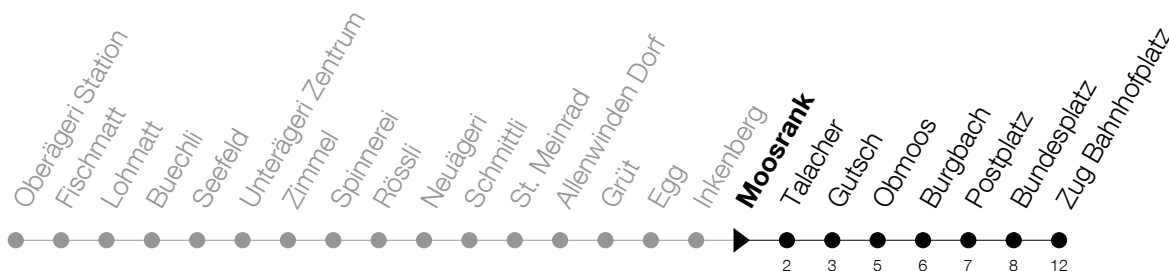 Oberägeri Station
Fischmatt
Lohmatt
Buechli
Seefeld
Unterägeri Zentrum
Zimmel
Spinnerei
Rössli
Neuägeri
Schmittli
St. Meinrad
Allenwinden Dorf
Grüt
Egg
Inkenberg
Moosrank
Talacher
Gutsch
Obmoos
Burgbach
Postplatz
Bundesplatz
Zug Bahnhofplatz
2 3 5 6 7 8 12